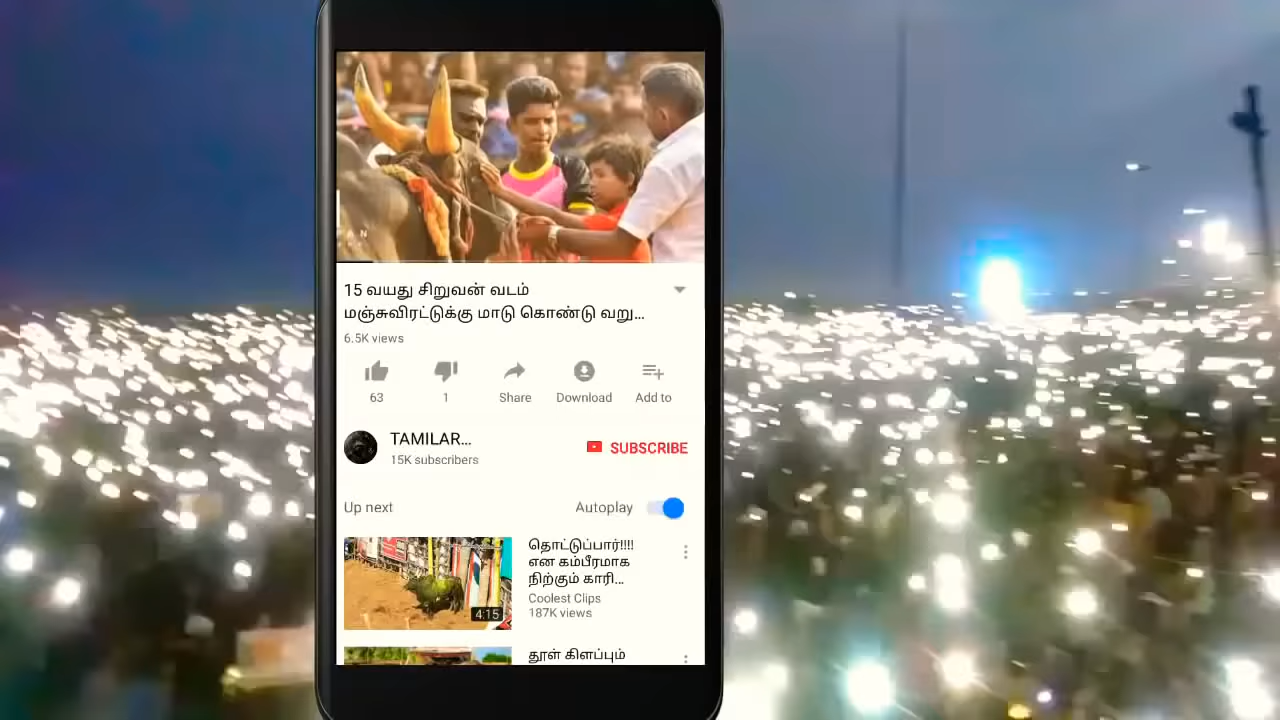 15 வயது சிறுவன் வடம்
மஞ்சுவிரட்டுக்கு மாடு கொண்டு வறு...
6.5K views
63
1
Share
Download
Add to
TAMILAR...
15K subscribers
SUBSCRIBE
Up next
Autoplay
தொட்டுப்பார்!!!!
என கம்பீரமாக
நிற்கும் காரி...
Coolest Clips
187K views
4:15
தூள் கிளப்பும்